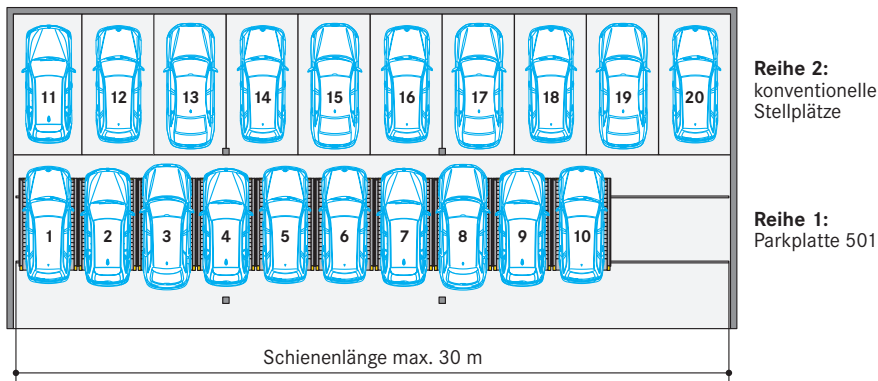 11 12 13 14 15 16 17 18 19 20
Reihe 2:
konventionelle
Stellplätze
1 2 3 4 5 6 7 8 9 10
Reihe 1:
Parkplatte 501
Schienenlänge max. 30 m